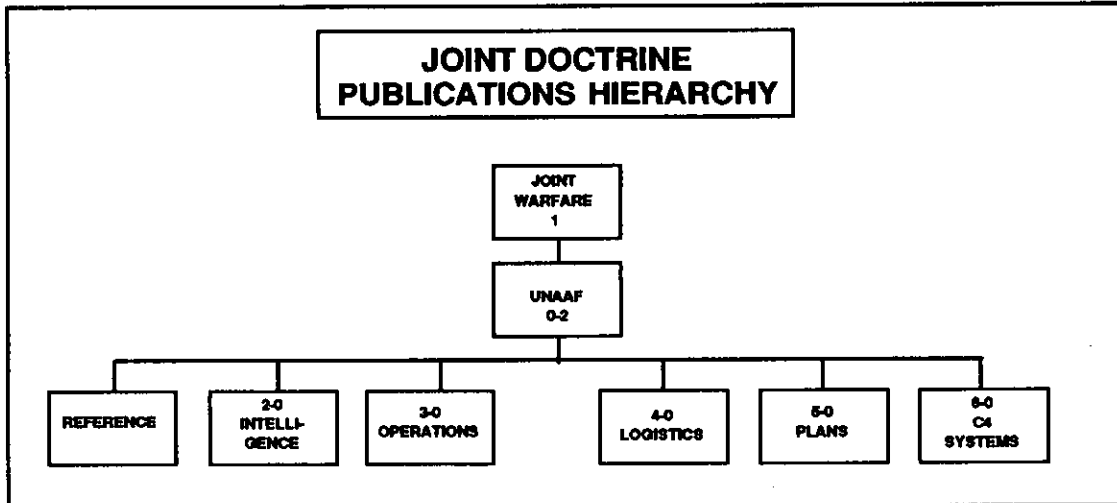 JOINT DOCTRINE
PUBLICATIONS HIERARCHY
JOINT
WARFARE
1
UNAAF
0-2
REFERENCE
2-0
INTELLI-
GENCE
3-0
OPERATIONS
4-0
LOGISTICS
5-0
PLANS
6-0
C4
SYSTEMS